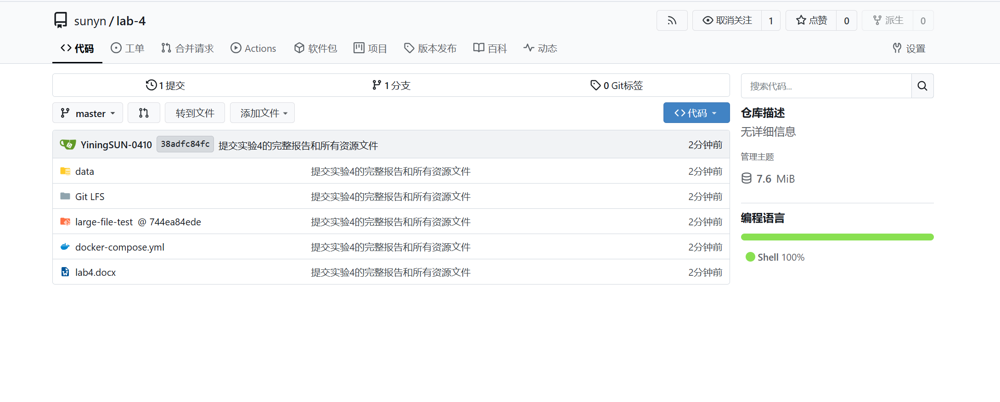 sunyn / lab-4
取消关注 1 点赞 0 派生 0
代码 工单 合并请求 Actions 软件包 项目 版本发布 百科 动态 设置
1 提交 1 分支 0 Git标签
搜索代码...
master 转到文件 添加文件 代码
仓库描述
无详细信息
YiningSUN-0410 38adfc84fc 提交实验4的完整报告和所有资源文件 2分钟前
管理主题
data 提交实验4的完整报告和所有资源文件 2分钟前
7.6 MiB
Git LFS 提交实验4的完整报告和所有资源文件 2分钟前
large-file-test @ 744ea84ede 提交实验4的完整报告和所有资源文件 2分钟前
编程语言
docker-compose.yml 提交实验4的完整报告和所有资源文件 2分钟前
Shell 100%
lab4.docx 提交实验4的完整报告和所有资源文件 2分钟前